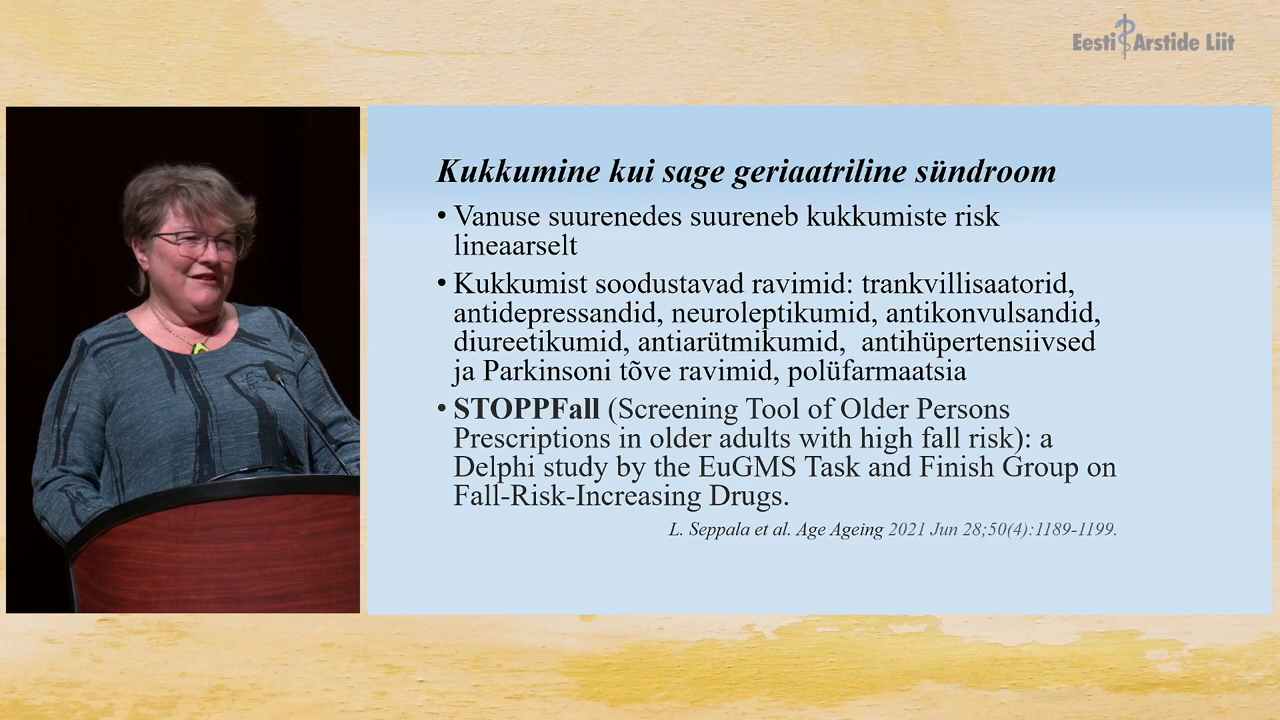 Eesti Arstide Liit
Kukkumine kui sage geriaatriline sündroom
• Vanuse suurenedes suureneb kukkumiste risk
lineaarselt
• Kukkumist soodustavad ravimid: trankvillisaatorid,
antidepressandid, neuroleptikumid, antikonvulsandid,
diureetikumid, antiarütmikumid, antihüpertensiivsed
ja Parkinsoni tõve ravimid, polüfarmaatsia
• STOPPFall (Screening Tool of Older Persons
Prescriptions in older adults with high fall risk): a
Delphi study by the EuGMS Task and Finish Group on
Fall-Risk-Increasing Drugs.
L. Seppala et al. Age Ageing 2021 Jun 28;50(4):1189-1199.